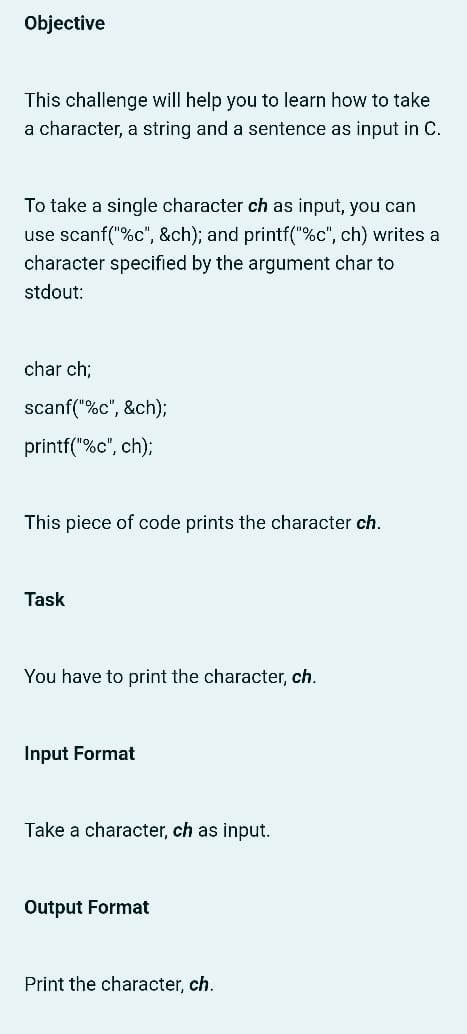 Objective
This challenge will help you to learn how to take
a character, a string and a sentence as input in C.
To take a single character ch as input, you can
use scanf("%c", &ch); and printf("%c", ch) writes a
character specified by the argument char to
stdout:
char ch;
scanf("%c", &ch);
printf("%c", ch);
This piece of code prints the character ch.
Task
You have to print the character, ch.
Input Format
Take a character, ch as input.
Output Format
Print the character, ch.